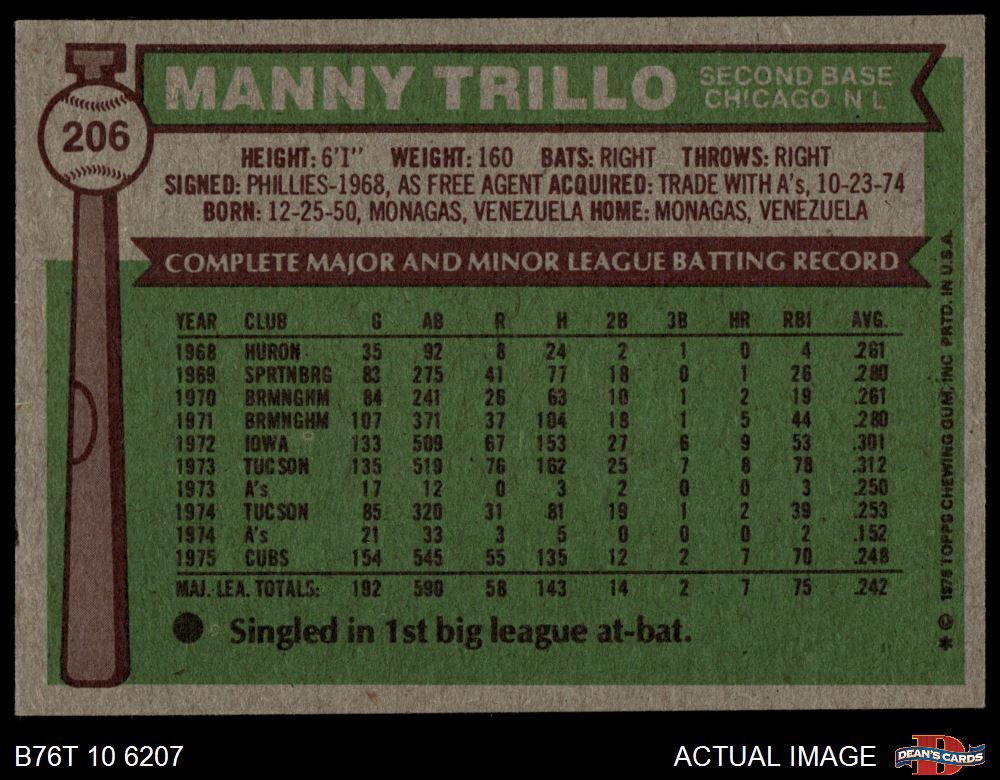 MANNY TRILLO
SECOND BASE
CHICAGO N L
206
HEIGHT: 6'1" WEIGHT: 160 BATS: RIGHT THROWS: RIGHT
SIGNED: PHILLIES-1968, AS FREE AGENT ACQUIRED: TRADE WITH A's, 10-23-74
BORN: 12-25-50, MONAGAS, VENEZUELA HOME: MONAGAS, VENEZUELA
COMPLETE MAJOR AND MINOR LEAGUE BATTING RECORD
YEAR CLUB G AB R H 2B 3B HR RBI AVG.
1968 HURON 35 92 8 24 2 1 0 4 .261
1969 SPRTNBRG 83 275 41 77 18 0 1 26 .280
1970 BRMNGHM 84 241 26 63 10 1 2 19 .261
1971 BRMNGHM 107 371 37 104 18 1 5 44 .280
1972 IOWA 133 509 67 153 27 6 9 53 .301
1973 TUCSON 135 519 76 162 25 7 8 78 .312
1973 A's 17 12 0 3 2 0 0 3 .250
1974 TUCSON 85 320 31 81 19 1 2 39 .253
1974 A's 21 33 3 5 0 0 0 2 .152
1975 CUBS 154 545 55 135 12 2 7 70 .248
MAJ. LEA. TOTALS: 192 590 58 143 14 2 7 75 .242
Singled in 1st big league at-bat.
* © 1976 TOPPS CHEWING GUM, INC PRTD. IN U.S.A.
B76T 10 6207
ACTUAL IMAGE
D
DEAN'S CARDS